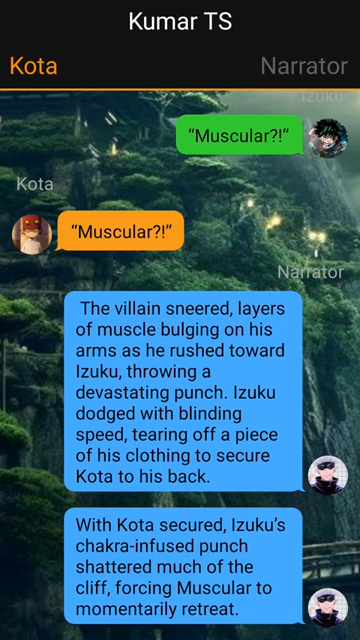 Kumar TS
Kota
Narrator
Izuku
“Muscular?!”
Kota
“Muscular?!”
Narrator
The villain sneered, layers
of muscle bulging on his
arms as he rushed toward
Izuku, throwing a
devastating punch. Izuku
dodged with blinding
speed, tearing off a piece
of his clothing to secure
Kota to his back.
With Kota secured, Izuku’s
chakra-infused punch
shattered much of the
cliff, forcing Muscular to
momentarily retreat.